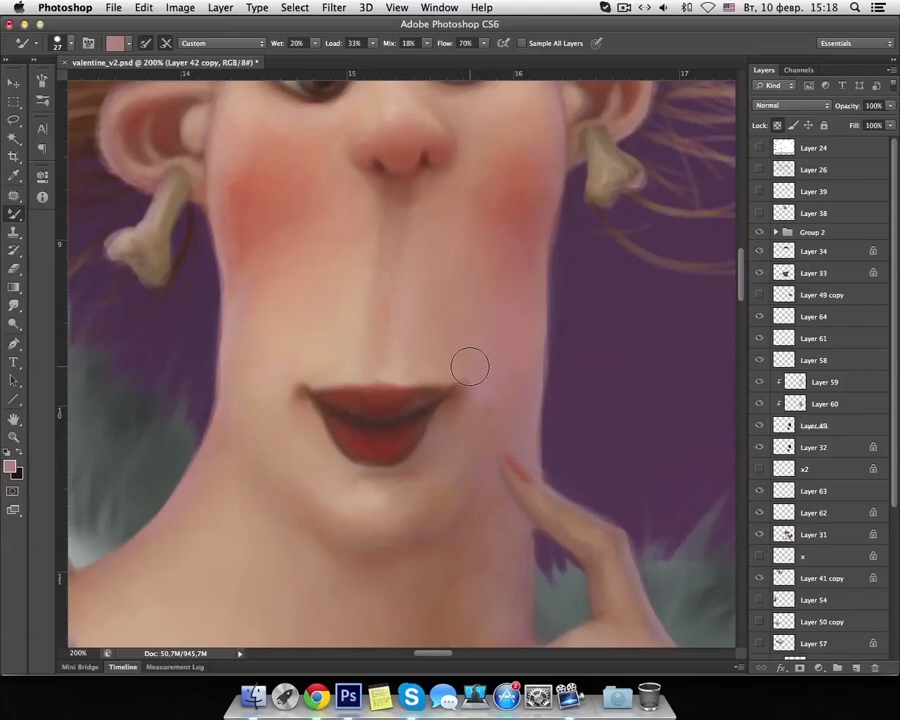 Photoshop File Edit Image Layer Type Select Filter 3D View Window Help Вт, 10 февр. 15:18
Adobe Photoshop CS6
27 Custom Wet: 20% Load: 33% Mix: 18% Flow: 70% Sample All Layers Essentials
valentine_v2.psd @ 200% (Layer 42 copy, RGB/8#) *
14 15 16 17
Layers Channels
Kind
Normal Opacity: 100%
Lock: Fill: 100%
Layer 24
Layer 26
Layer 39
Layer 38
Group 2
Layer 34
Layer 33
Layer 49 copy
Layer 64
Layer 61
Layer 58
Layer 59
Layer 60
Layer 49
Layer 32
x2
Layer 63
Layer 62
Layer 31
x
Layer 41 copy
Layer 54
Layer 50 copy
Layer 57
200% Doc: 50,7M/945,7M
Mini Bridge Timeline Measurement Log